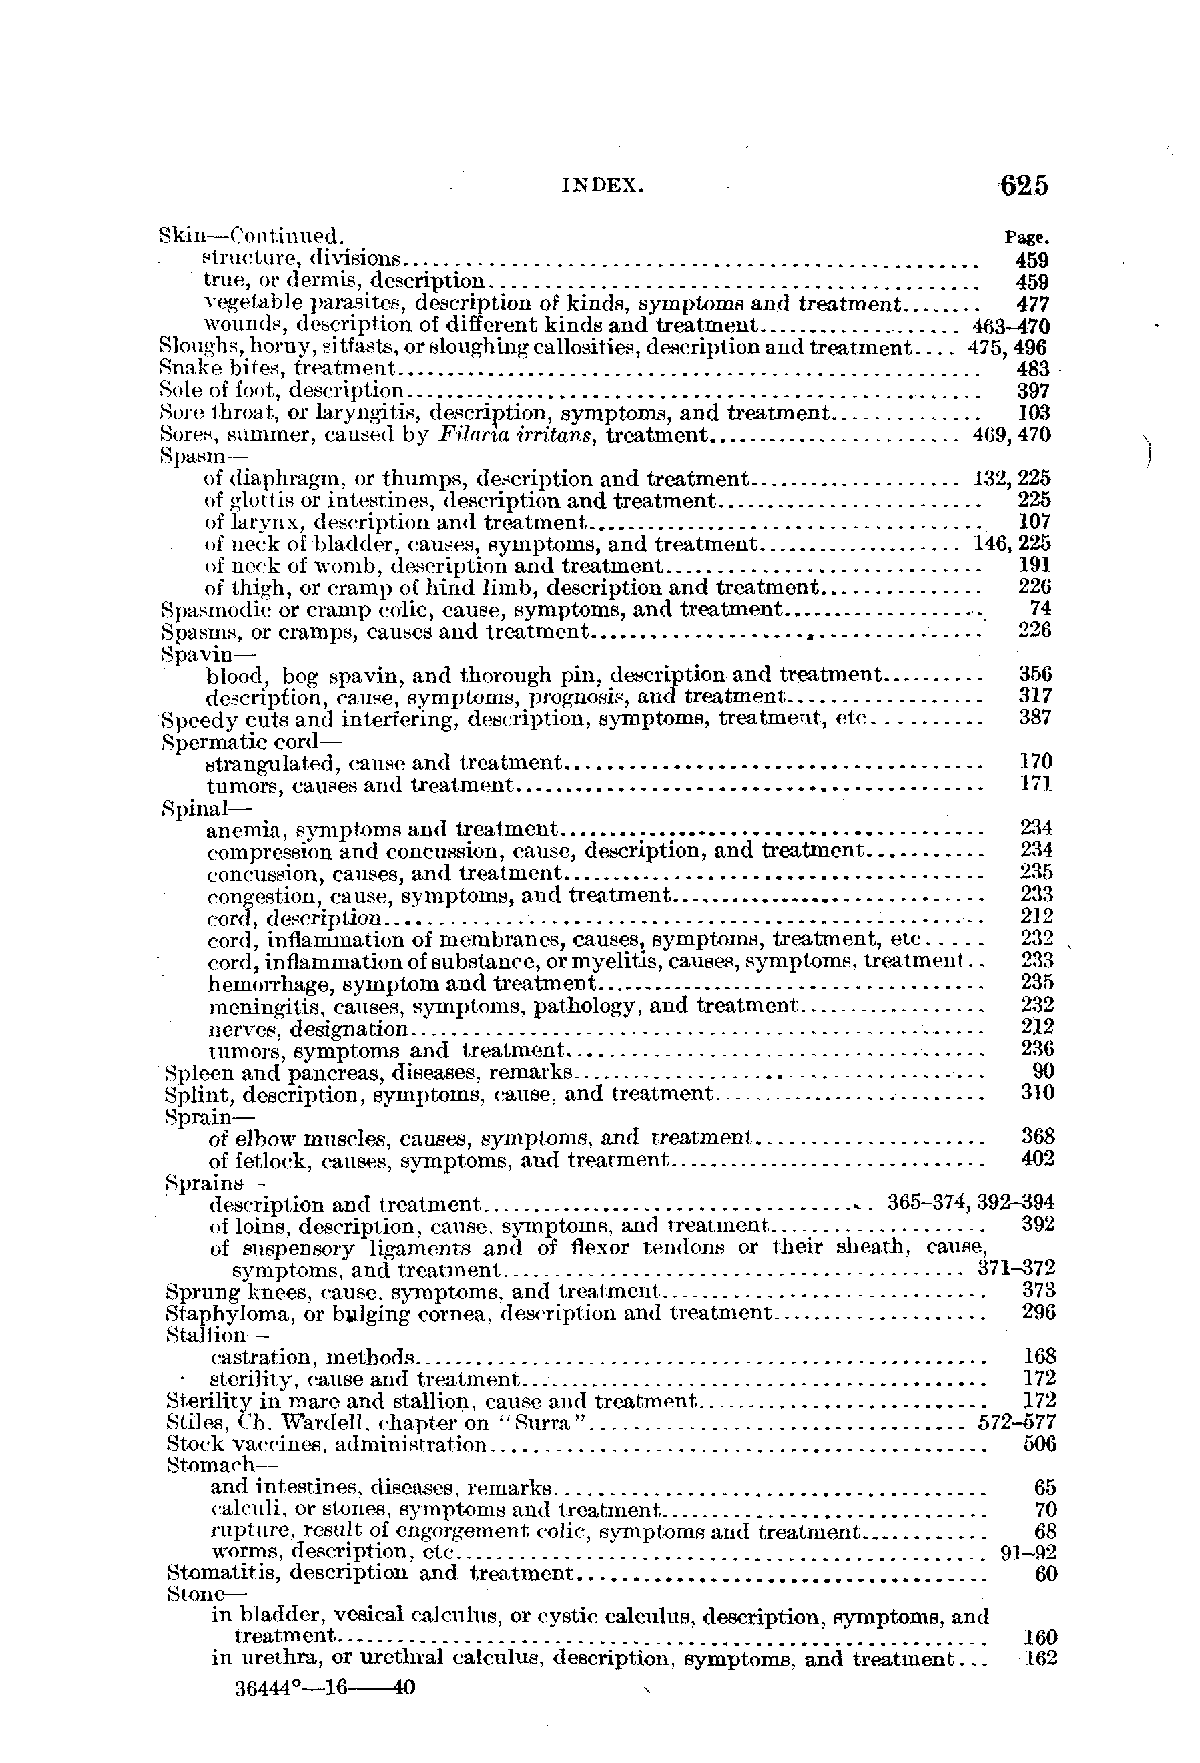 INDEX. 625
Skin—Continued. Page.
structure, divisions 459
true, or dermis, description 459
vegetable parasites, description of kinds, symptoms and treatment 477
wounds, description of different kinds and treatment 463–470
Sloughs, horny, sitfasts, or sloughing callosities, description and treatment 475, 496
Snake bites, treatment 483
Sole of foot, description 397
Sore throat, or laryngitis, description, symptoms, and treatment 103
Sores, summer, caused by Filaria irritans, treatment 469, 470
Spasm—
of diaphragm, or thumps, description and treatment 132, 225
of glottis or intestines, description and treatment 225
of larynx, description and treatment 107
of neck of bladder, causes, symptoms, and treatment 146, 225
of neck of womb, description and treatment 191
of thigh, or cramp of hind limb, description and treatment 226
Spasmodic or cramp colic, cause, symptoms, and treatment 74
Spasms, or cramps, causes and treatment 226
Spavin—
blood, bog spavin, and thorough pin, description and treatment 356
description, cause, symptoms, prognosis, and treatment 317
Speedy cuts and interfering, description, symptoms, treatment, etc 387
Spermatic cord—
strangulated, cause and treatment 170
tumors, causes and treatment 171
Spinal—
anemia, symptoms and treatment 234
compression and concussion, cause, description, and treatment 234
concussion, causes, and treatment 235
congestion, cause, symptoms, and treatment 233
cord, description 212
cord, inflammation of membranes, causes, symptoms, treatment, etc 232
cord, inflammation of substance, or myelitis, causes, symptoms, treatment 233
hemorrhage, symptom and treatment 235
meningitis, causes, symptoms, pathology, and treatment 232
nerves, designation 212
tumors, symptoms and treatment 236
Spleen and pancreas, diseases, remarks 90
Splint, description, symptoms, cause, and treatment 310
Sprain—
of elbow muscles, causes, symptoms, and treatment 368
of fetlock, causes, symptoms, and treatment 402
Sprains—
description and treatment 365–374, 392–394
of loins, description, cause, symptoms, and treatment 392
of suspensory ligaments and of flexor tendons or their sheath, cause,
symptoms, and treatment 371–372
Sprung knees, cause, symptoms, and treatment 373
Staphyloma, or bulging cornea, description and treatment 296
Stallion—
castration, methods 168
sterility, cause and treatment 172
Sterility in mare and stallion, cause and treatment 172
Stiles, Ch. Wardell, chapter on "Surra" 572–577
Stock vaccines, administration 506
Stomach—
and intestines, diseases, remarks 65
calculi, or stones, symptoms and treatment 70
rupture, result of engorgement colic, symptoms and treatment 68
worms, description, etc 91–92
Stomatitis, description and treatment 60
Stone—
in bladder, vesical calculus, or cystic calculus, description, symptoms, and
treatment 160
in urethra, or urethral calculus, description, symptoms, and treatment 162
36444°—16——40